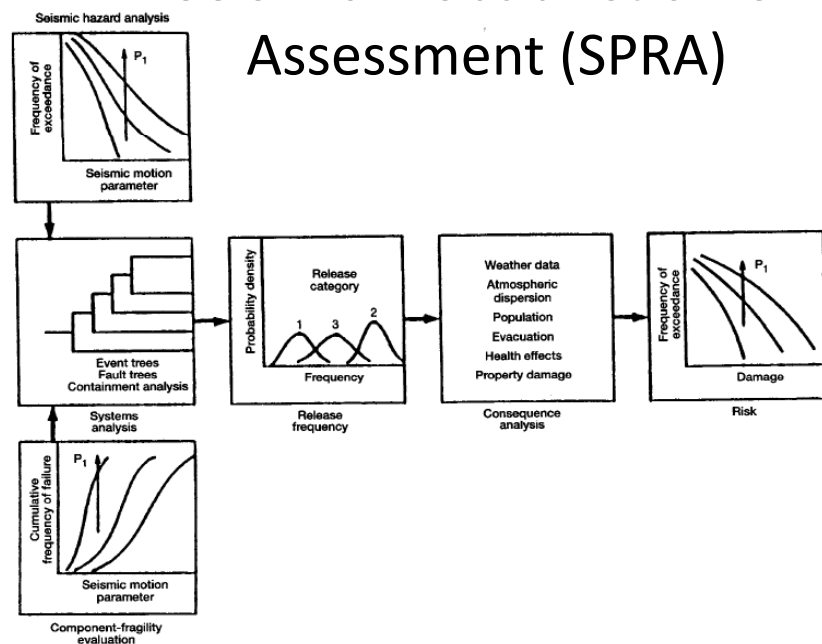 Assessment (SPRA)
Seismic hazard analysis
Frequency of
exceedance
P1
Seismic motion
parameter
Event trees
Fault trees
Containment analysis
Systems
analysis
Cumulative
frequency of failure
P1
Seismic motion
parameter
Component-fragility
evaluation
Probability density
Release
category
1 3 2
Frequency
Release
frequency
Weather data
Atmospheric
dispersion
Population
Evacuation
Health effects
Property damage
Consequence
analysis
Frequency of
exceedance
P1
Damage
Risk